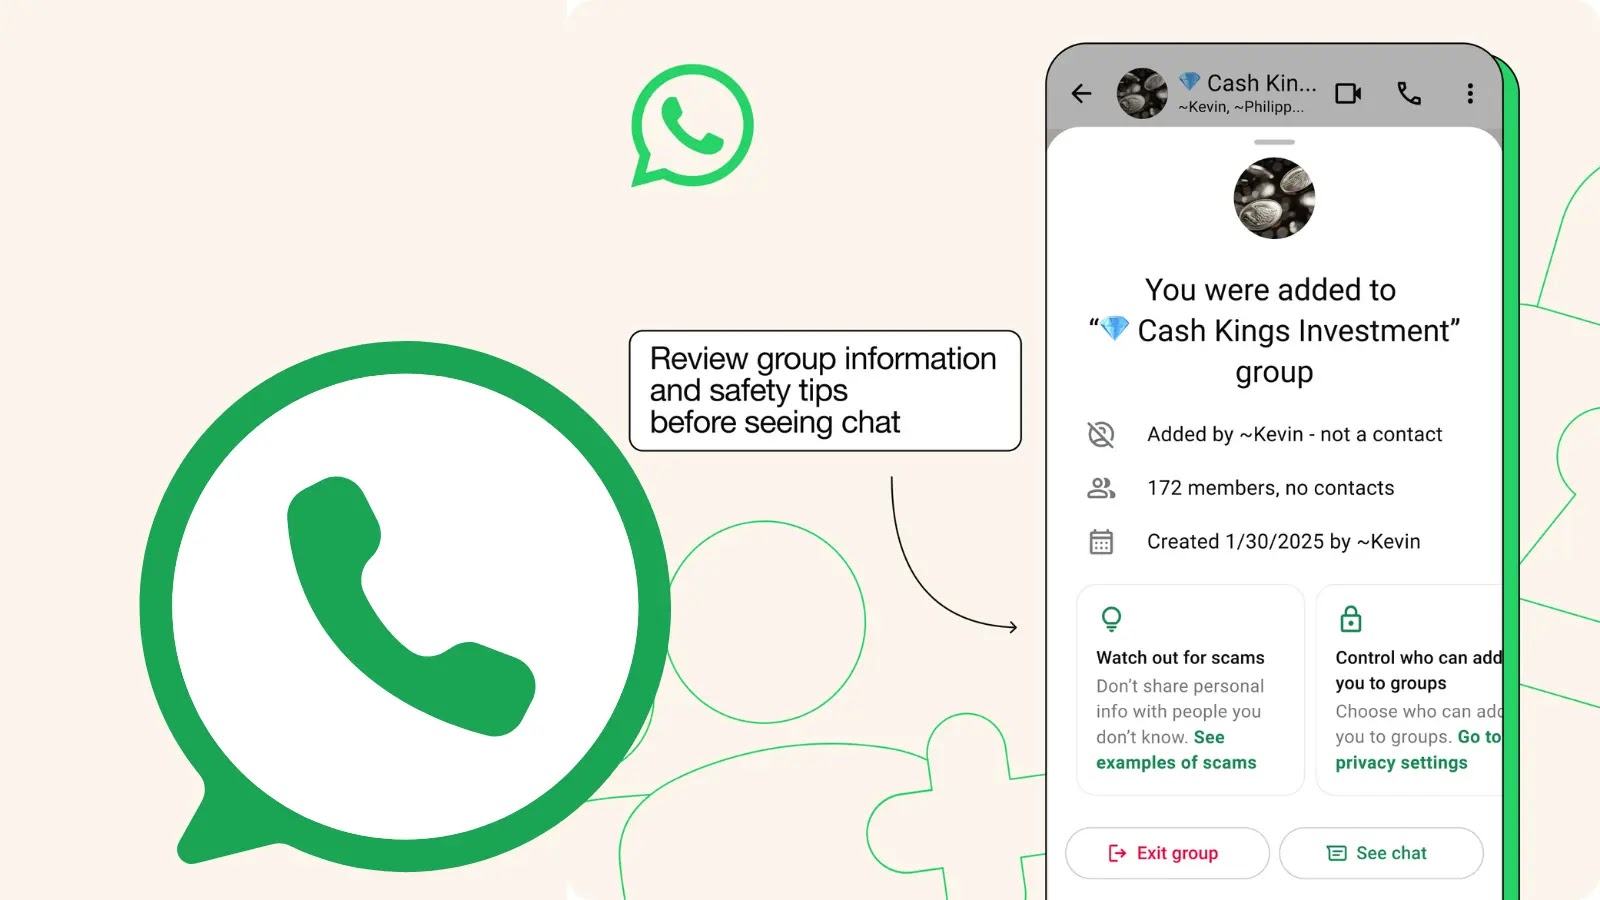 Review group information
and safety tips
before seeing chat
Cash Kin...
~Kevin, ~Philipp...
You were added to
“💎 Cash Kings Investment”
group
Added by ~Kevin - not a contact
172 members, no contacts
Created 1/30/2025 by ~Kevin
Watch out for scams
Don’t share personal
info with people you
don’t know. See
examples of scams
Control who can add
you to groups
Choose who can add
you to groups. Go to
privacy settings
Exit group
See chat